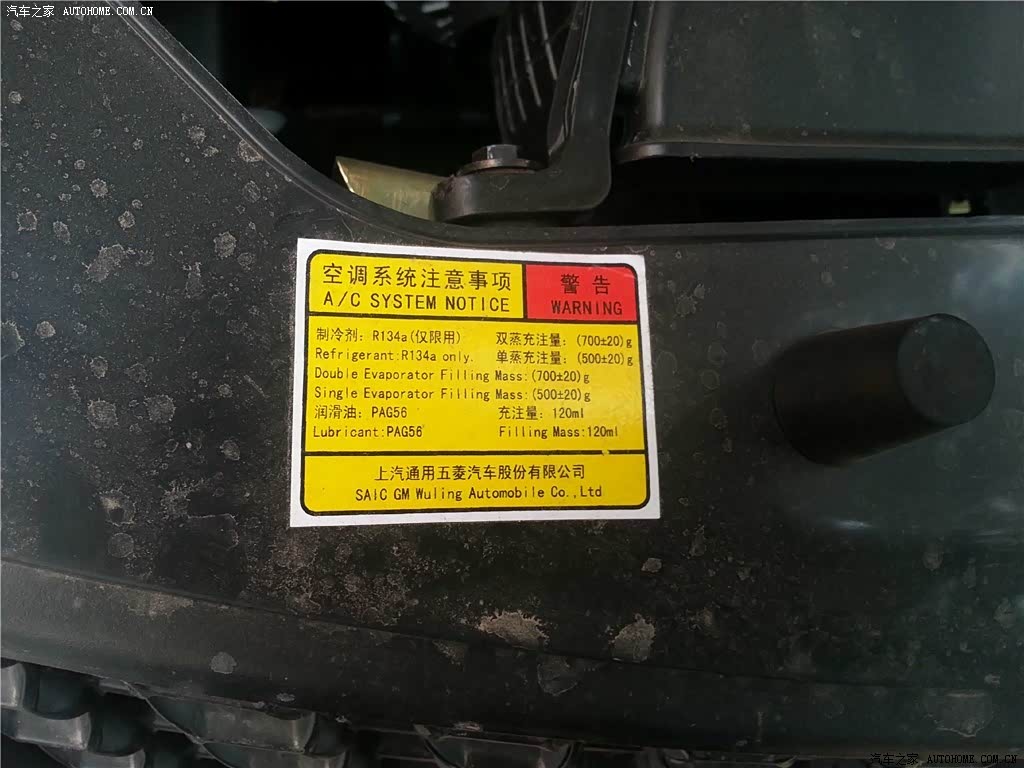 汽车之家 AUTOHOME.COM.CN
空调系统注意事项 警告
A/C SYSTEM NOTICE WARNING
制冷剂: R134a(仅限用) 双蒸充注量: (700±20)g
Refrigerant:R134a only. 单蒸充注量: (500±20)g
Double Evaporator Filling Mass:(700±20)g
Single Evaporator Filling Mass:(500±20)g
润滑油: PAG56 充注量: 120ml
Lubricant:PAG56 Filling Mass:120ml
上汽通用五菱汽车股份有限公司
SAIC GM Wuling Automobile Co.,Ltd
汽车之家 AUTOHOME.COM.CN